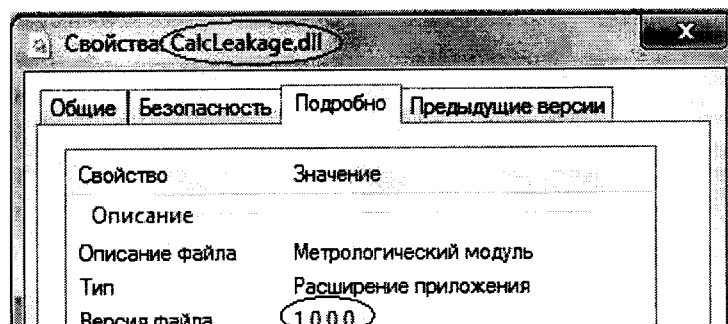 Свойства: CalcLeakage.dll
Общие Безопасность Подробно Предыдущие версии
Свойство Значение
Описание
Описание файла Метрологический модуль
Тип Расширение приложения
Версия файла 1.0.0.0